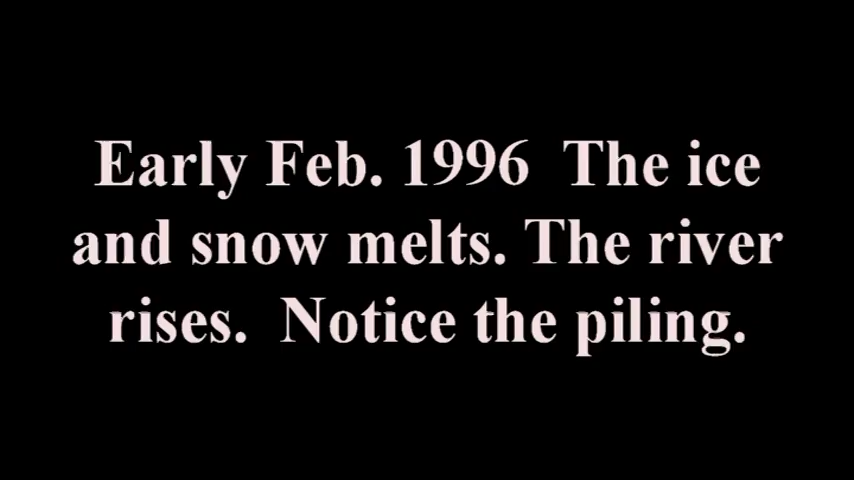 Early Feb. 1996  The ice
and snow melts. The river
rises.  Notice the piling.